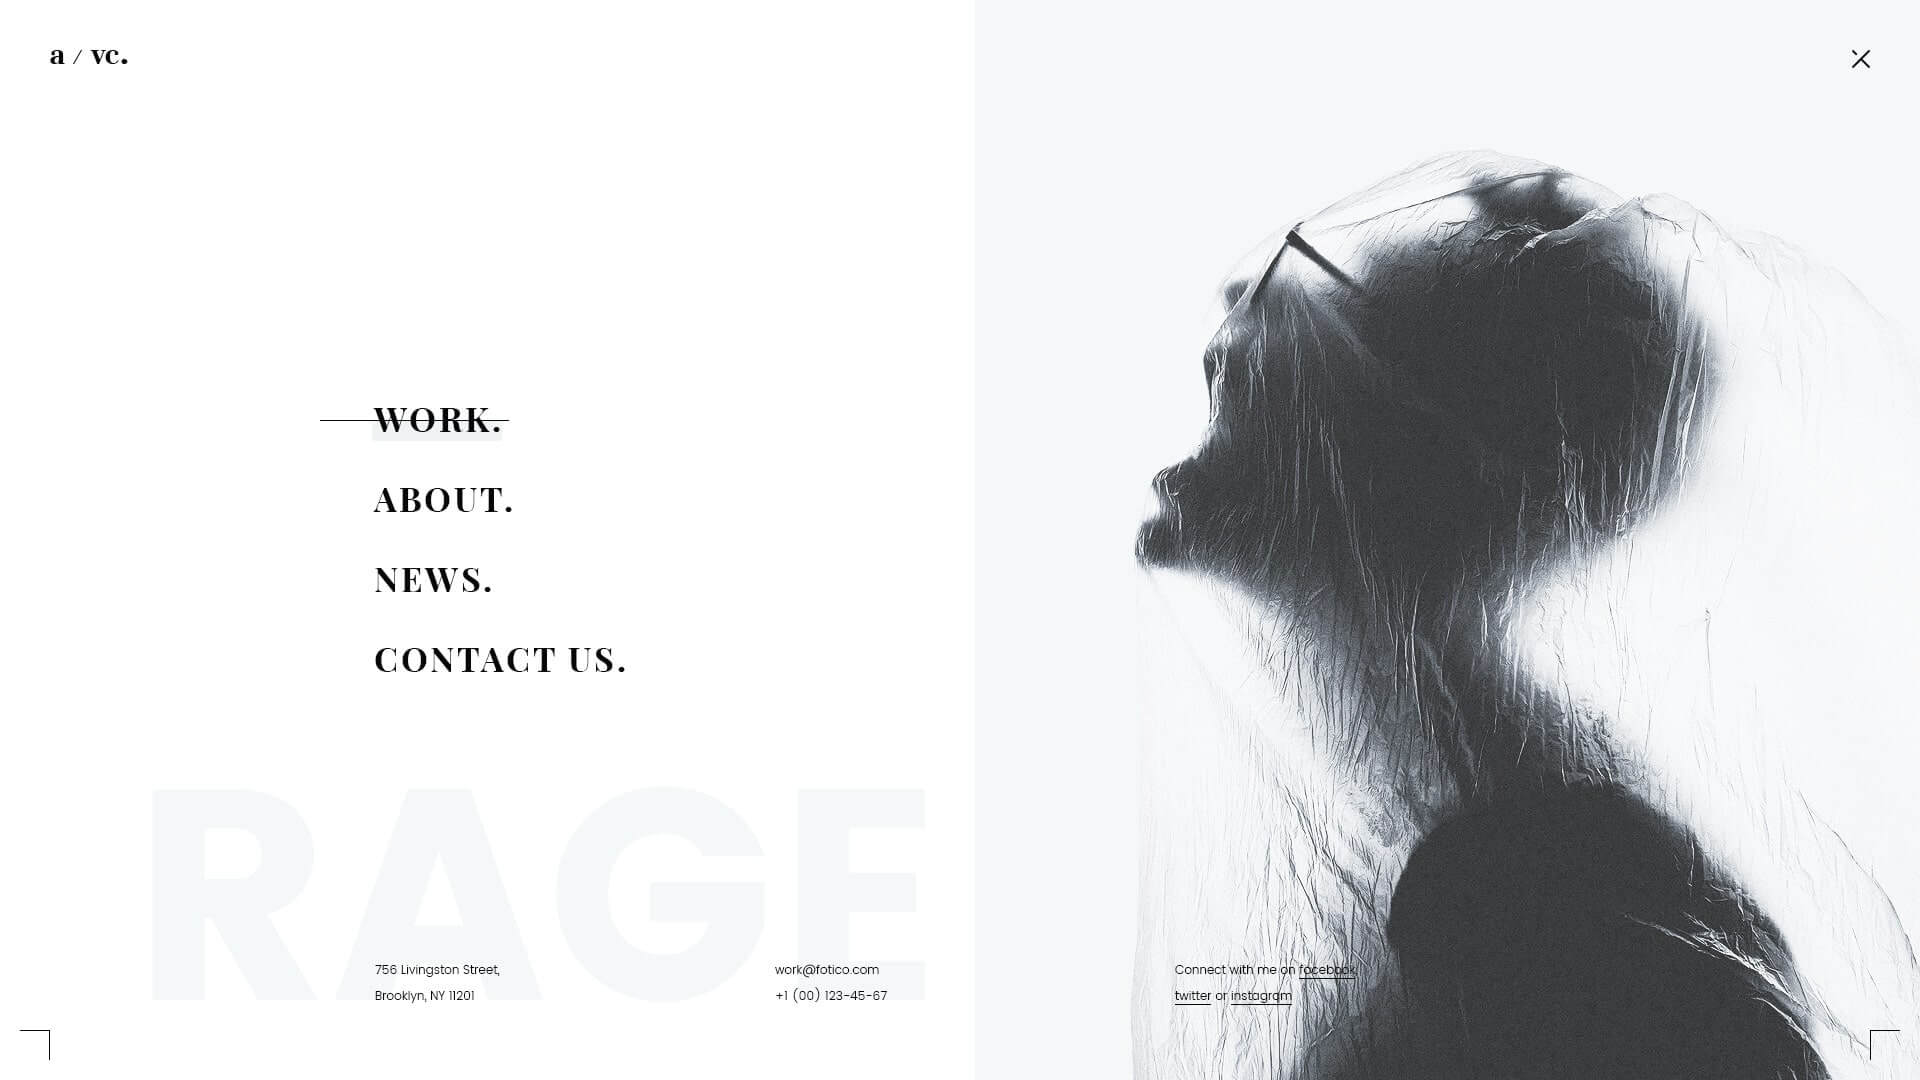 a / vc.
WORK.
ABOUT.
NEWS.
CONTACT US.
RAGE
756 Livingston Street,
Brooklyn, NY 11201
work@fotico.com
+1 (00) 123-45-67
Connect with me on facebook,
twitter or instagram